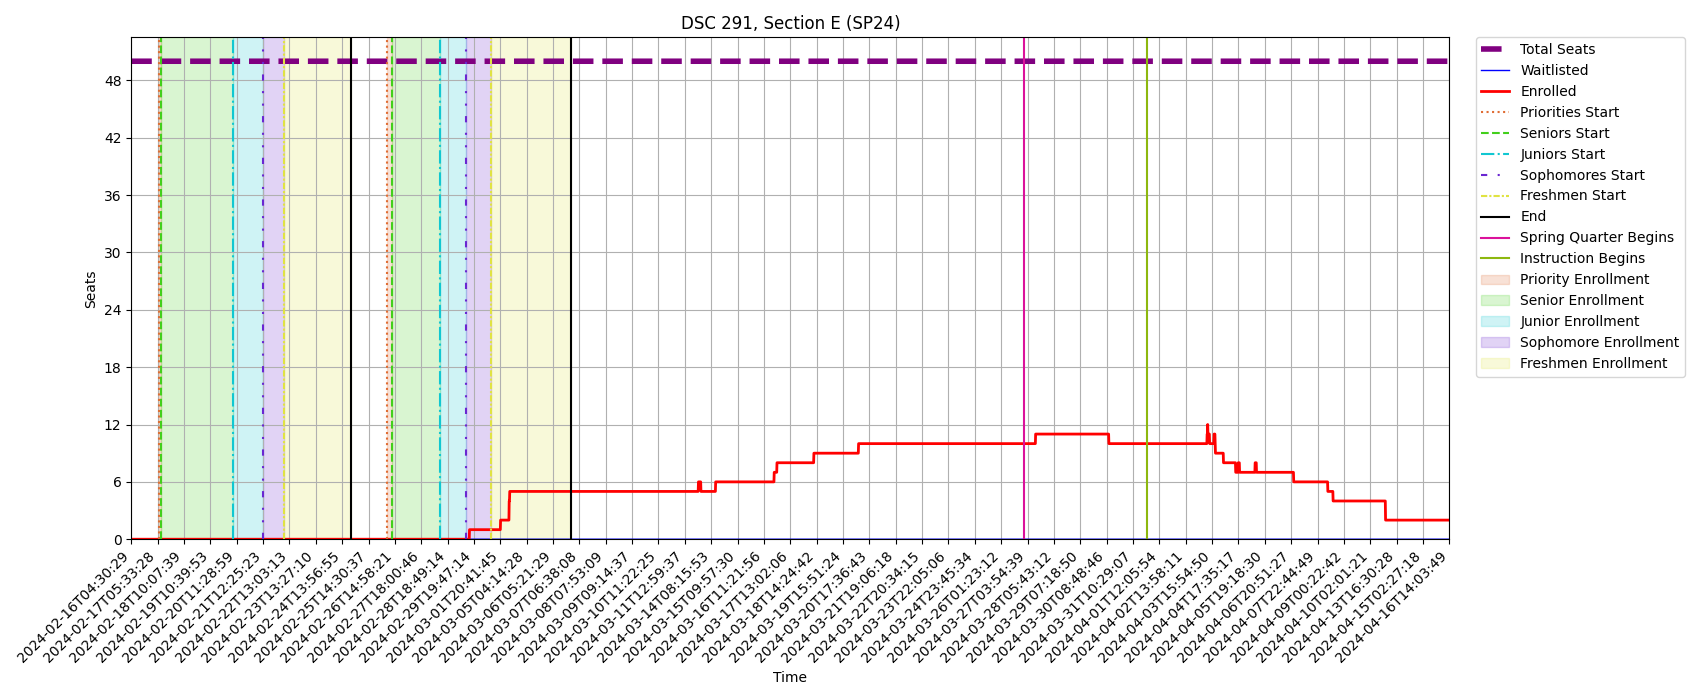 DSC 291, Section E (SP24)
Seats
48
42
36
30
24
18
12
6
0
2024-02-16T04:30:29
2024-02-17T05:33:28
2024-02-18T10:07:39
2024-02-19T10:39:53
2024-02-20T11:28:59
2024-02-21T12:25:23
2024-02-22T13:03:13
2024-02-23T13:27:10
2024-02-24T13:56:55
2024-02-25T14:30:37
2024-02-26T14:58:21
2024-02-27T18:00:46
2024-02-28T18:49:14
2024-02-29T19:47:14
2024-03-01T20:41:45
2024-03-05T04:14:28
2024-03-06T05:21:29
2024-03-07T06:38:08
2024-03-08T07:53:09
2024-03-09T09:14:37
2024-03-10T11:22:25
2024-03-11T12:59:37
2024-03-14T08:15:53
2024-03-15T09:57:30
2024-03-16T11:21:56
2024-03-17T13:02:06
2024-03-18T14:24:42
2024-03-19T15:51:24
2024-03-20T17:36:43
2024-03-21T19:06:18
2024-03-22T20:34:15
2024-03-23T22:05:06
2024-03-24T23:45:34
2024-03-26T01:23:12
2024-03-27T03:54:39
2024-03-28T05:43:12
2024-03-29T07:18:50
2024-03-30T08:48:46
2024-03-31T10:29:07
2024-04-01T12:05:54
2024-04-02T13:58:11
2024-04-03T15:54:50
2024-04-04T17:35:17
2024-04-05T19:18:30
2024-04-06T20:51:27
2024-04-07T22:44:49
2024-04-09T00:22:42
2024-04-10T02:01:21
2024-04-13T16:30:28
2024-04-15T02:27:18
2024-04-16T14:03:49
Time
Total Seats
Waitlisted
Enrolled
Priorities Start
Seniors Start
Juniors Start
Sophomores Start
Freshmen Start
End
Spring Quarter Begins
Instruction Begins
Priority Enrollment
Senior Enrollment
Junior Enrollment
Sophomore Enrollment
Freshmen Enrollment